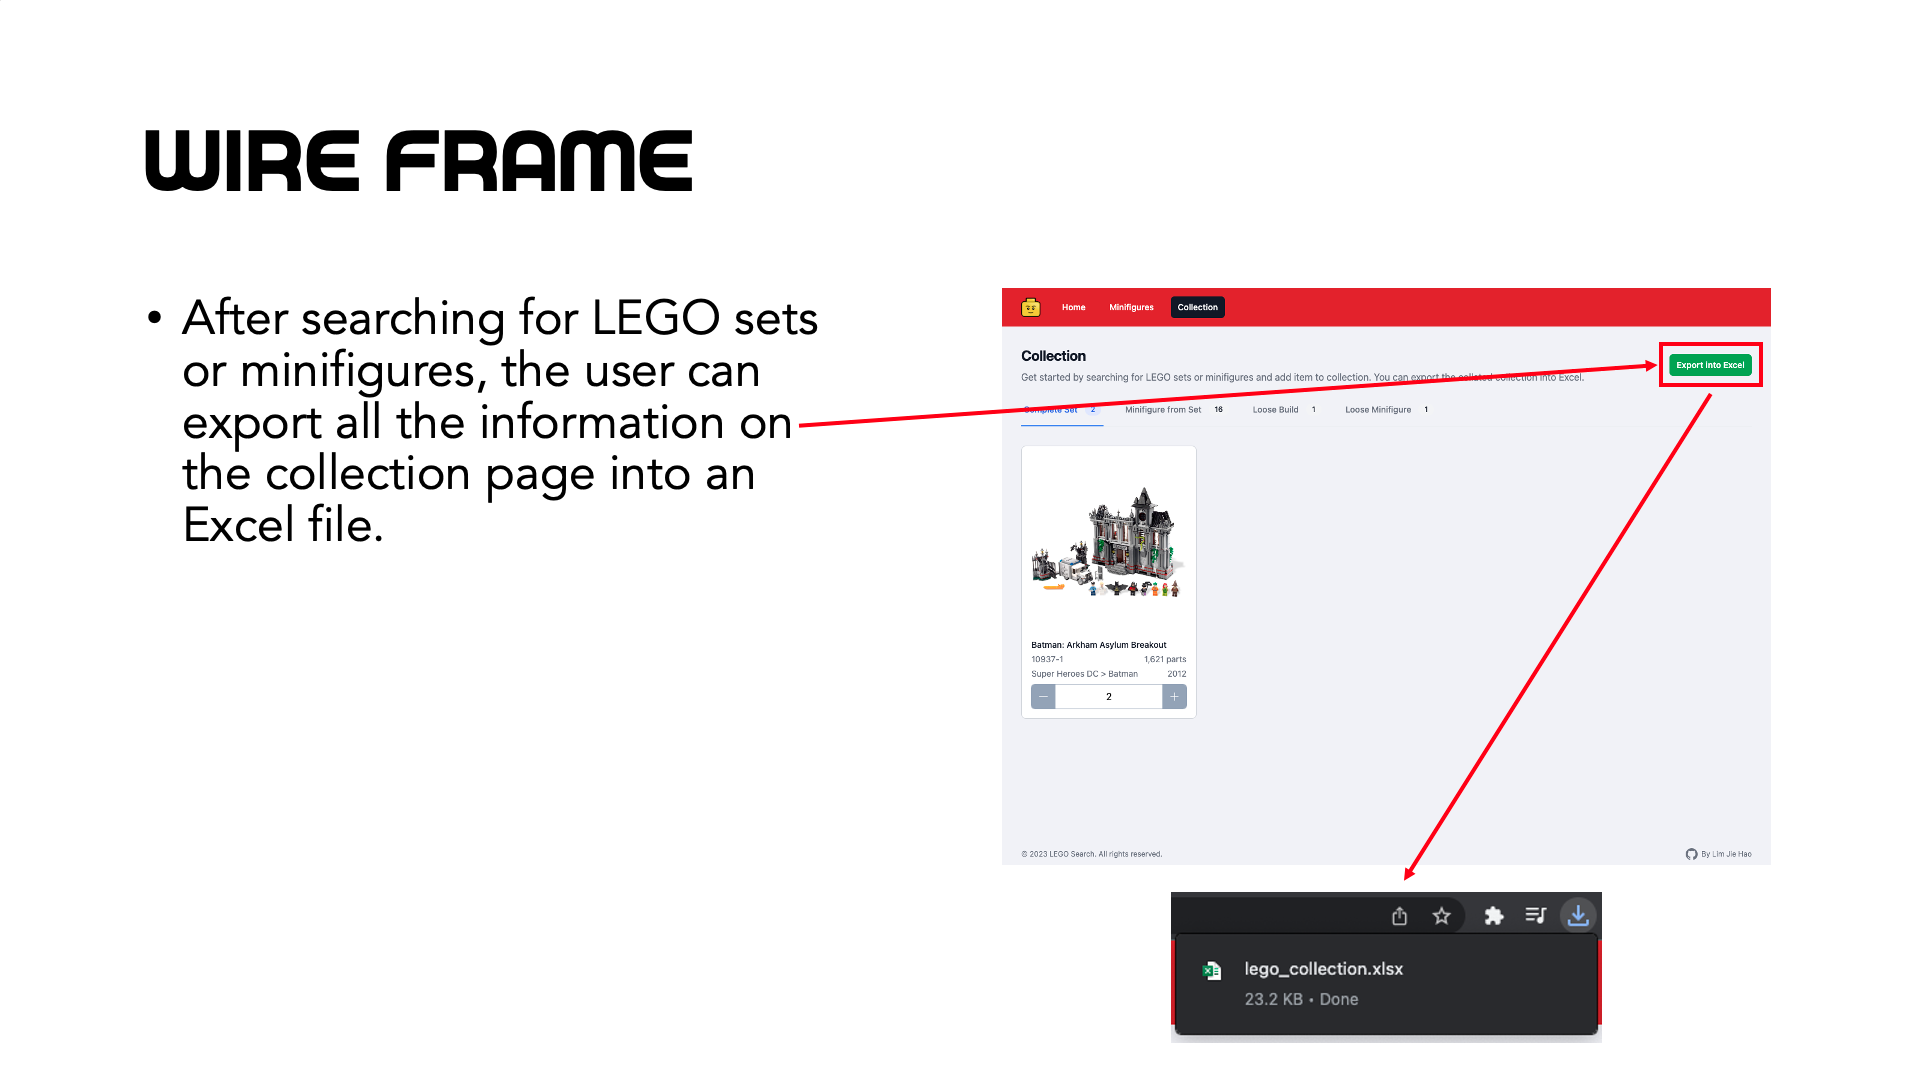 WIRE FRAME
• After searching for LEGO sets
or minifigures, the user can
export all the information on
the collection page into an
Excel file.
Home Minifigures Collection
Collection
Export into Excel
Get started by searching for LEGO sets or minifigures and add item to collection. You can export the collated collection into Excel.
Complete Set 2 Minifigure from Set 16 Loose Build 1 Loose Minifigure 1
Batman: Arkham Asylum Breakout
10937-1 1,621 parts
Super Heroes DC > Batman 2012
− 2 +
© 2023 LEGO Search. All rights reserved. By Lim Jie Hao
lego_collection.xlsx
23.2 KB • Done